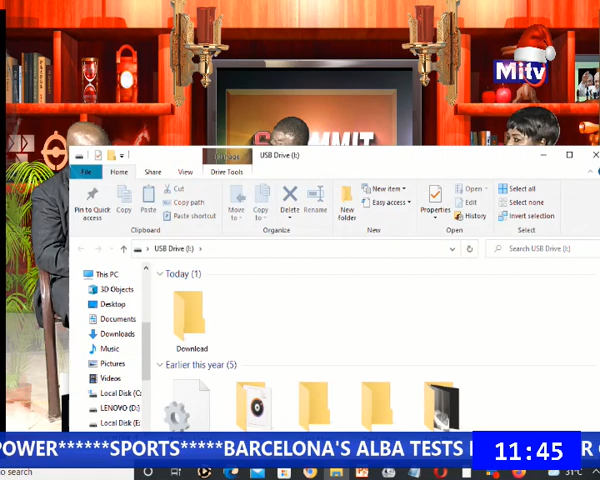 Mitv
SUMMIT
USB Drive (I:)
File
Home
Share
View
Drive Tools
Pin to Quick access
Copy
Paste
Cut
Copy path
Paste shortcut
Clipboard
Move to
Copy to
Delete
Rename
Organize
New folder
New item
Easy access
New
Properties
Open
Edit
History
Open
Select all
Select none
Invert selection
Select
USB Drive (I:)
Search USB Drive (I:)
This PC
3D Objects
Desktop
Documents
Downloads
Music
Pictures
Videos
Local Disk (C:
LENOVO (D:)
Local Disk (E:
Today (1)
Download
Earlier this year (5)
POWER******SPORTS*****BARCELONA'S ALBA TESTS
11:45
to search
31°C